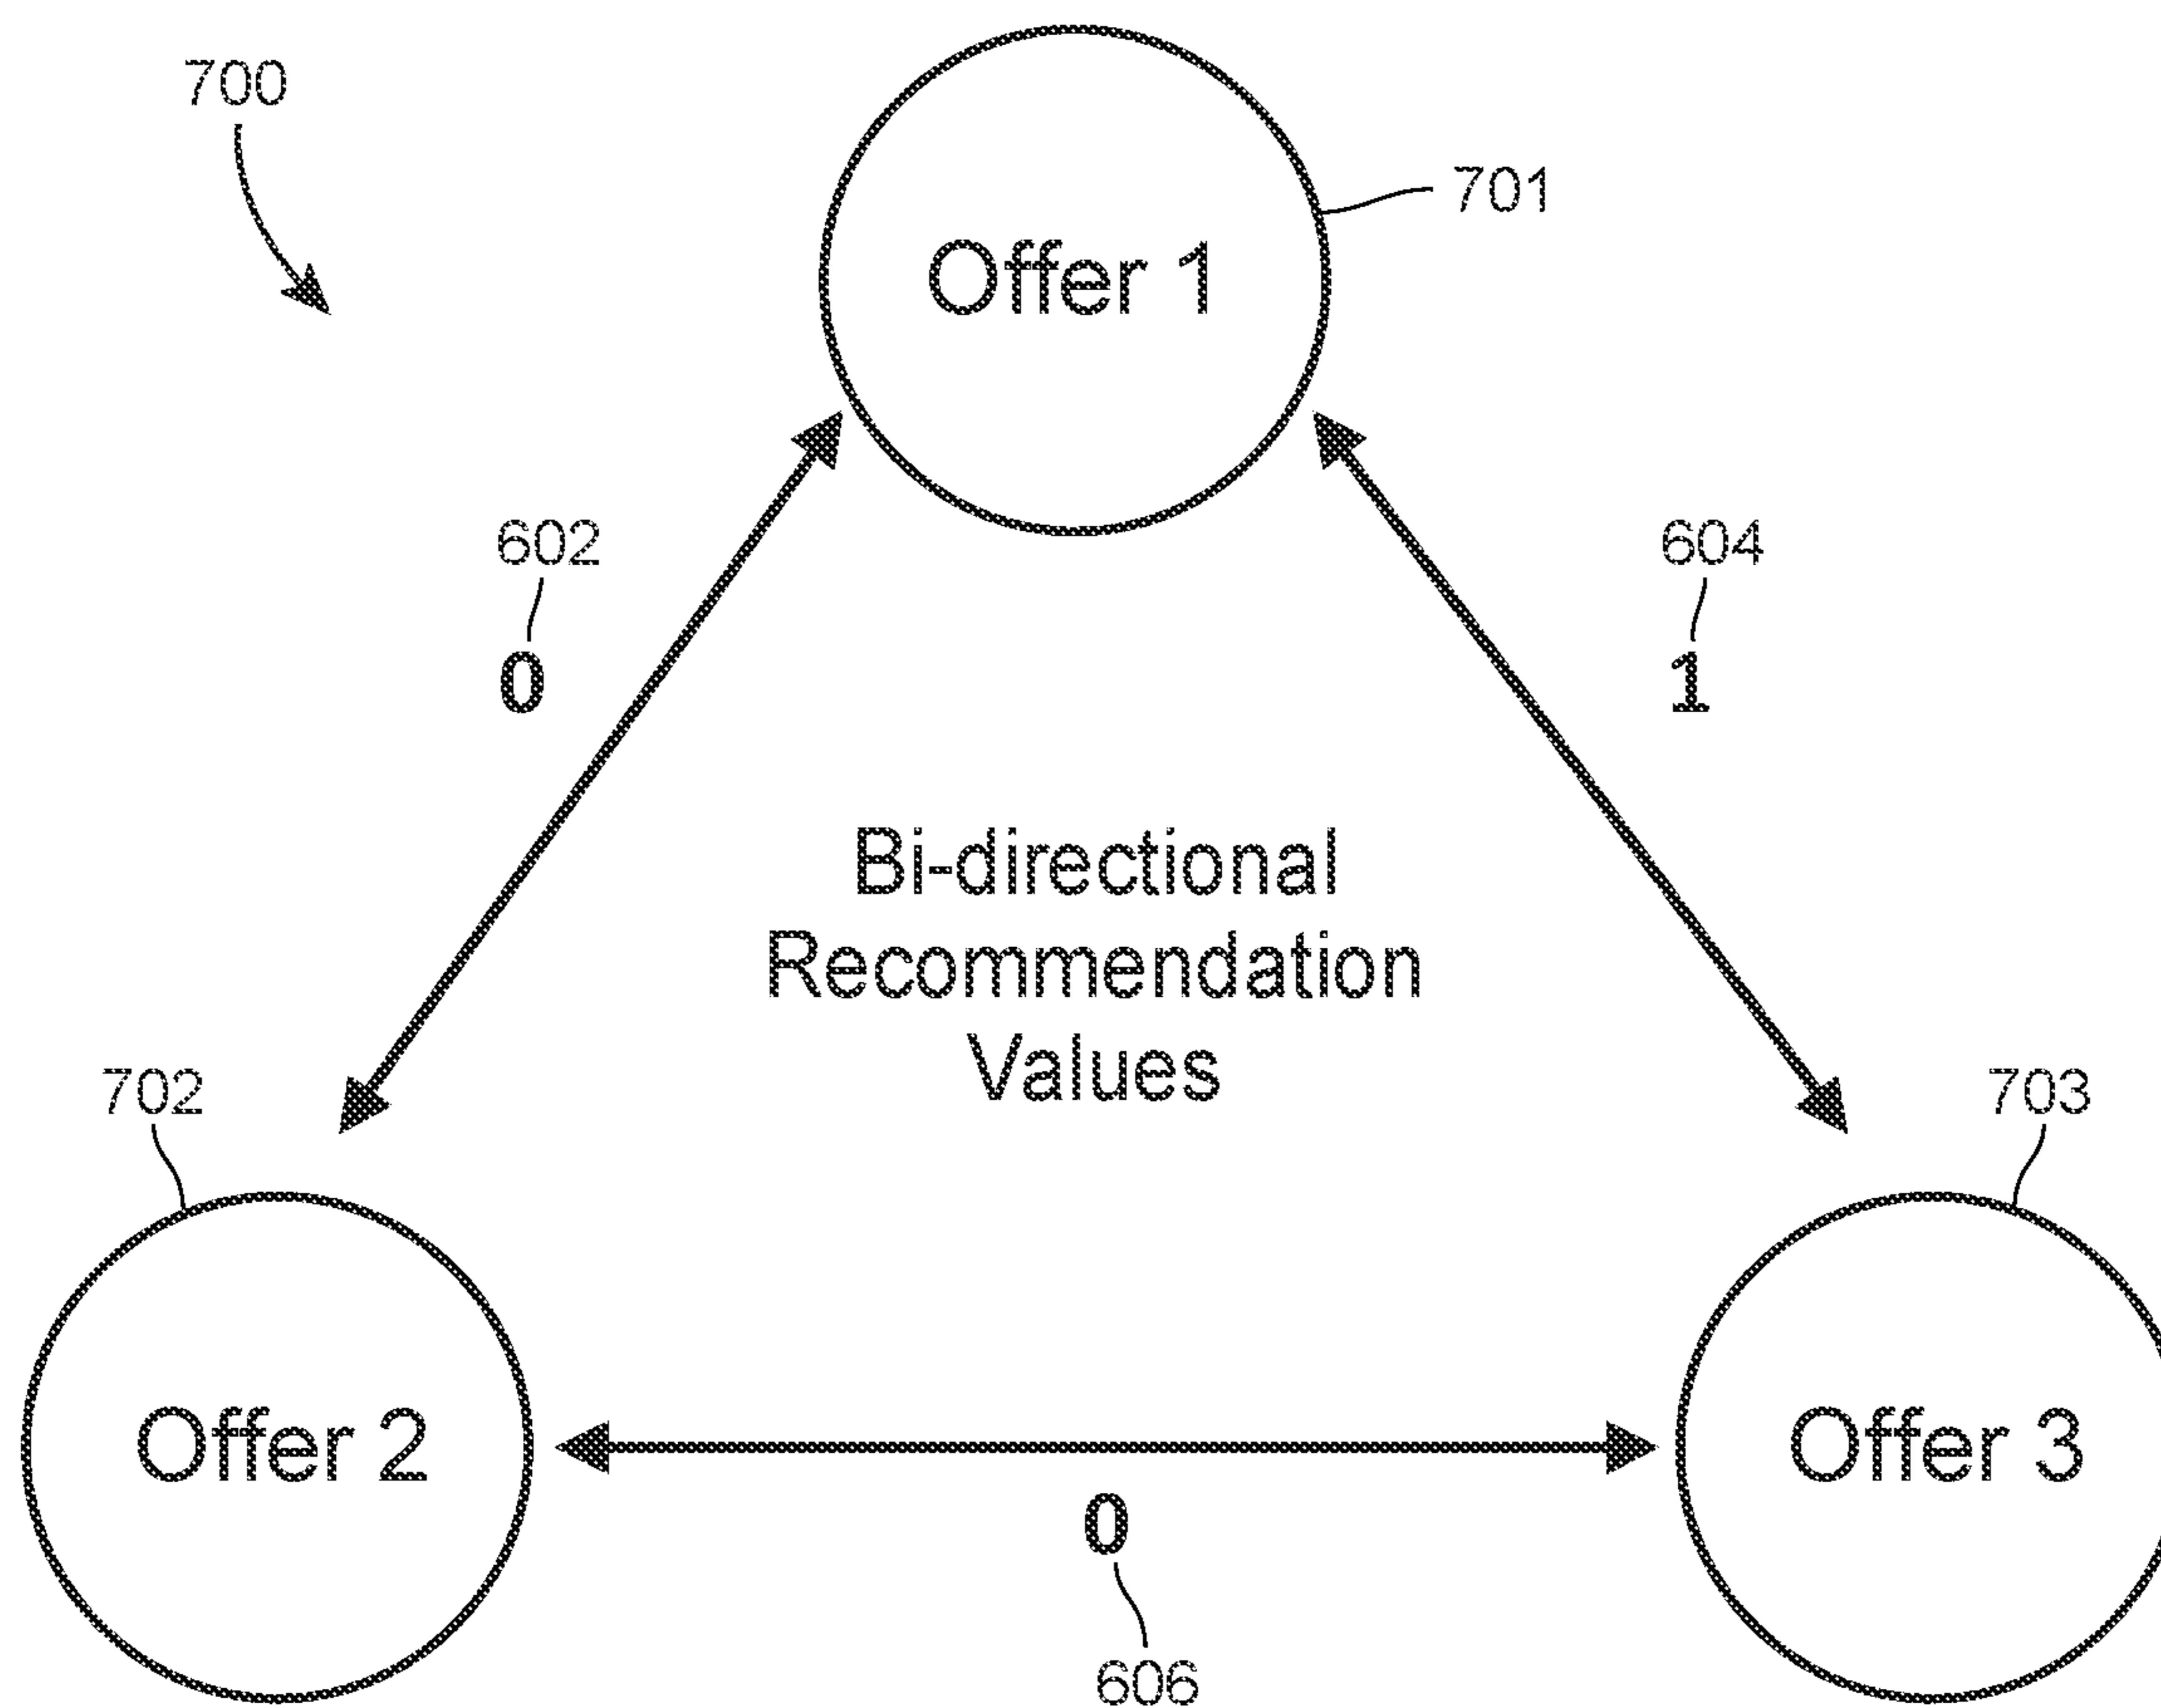 700
701
Offer 1
602
604
0
1
Bi-directional
Recommendation
Values
702
703
Offer 2
Offer 3
0
606